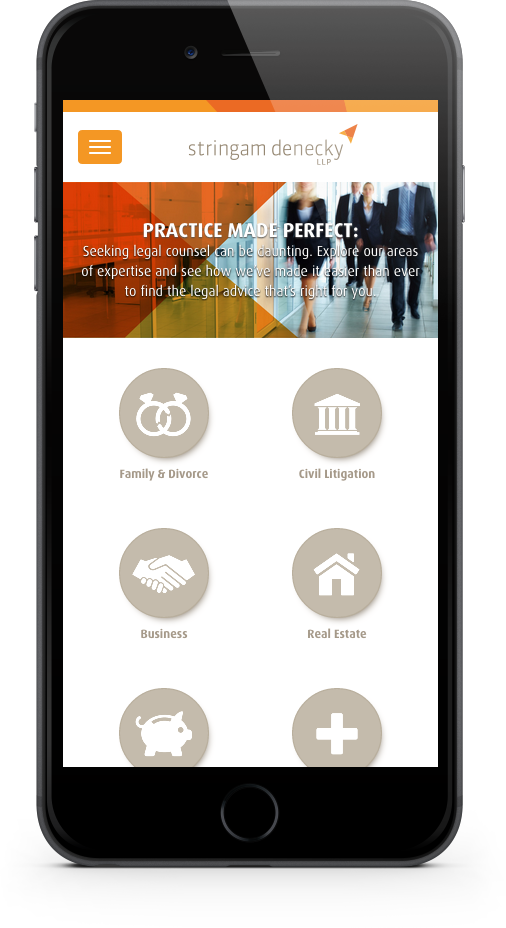 stringam denecky
LLP
PRACTICE MADE PERFECT:
Seeking legal counsel can be daunting. Explore our areas
of expertise and see how we've made it easier than ever
to find the legal advice that's right for you.
Family & Divorce
Civil Litigation
Business
Real Estate